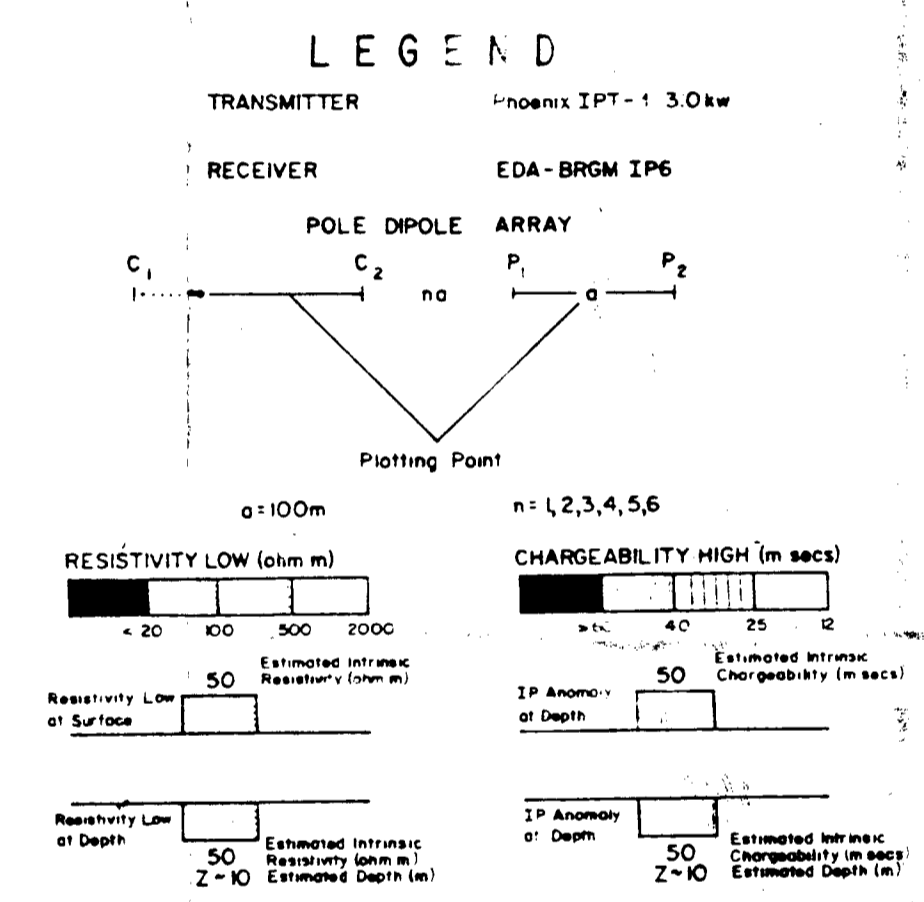 LEGEND
TRANSMITTER Phoenix IPT-1 3.0 kw
RECEIVER EDA-BRGM IP6
POLE DIPOLE ARRAY
C1 C2 P1 P2
na a
Plotting Point
a=100m n= 1,2,3,4,5,6
RESISTIVITY LOW (ohm m)
< 20 100 500 2000
Estimated Intrinsic
50 Resistivity (ohm m)
Resistivity Low
at Surface
Resistivity Low
at Depth
Estimated Intrinsic
50 Resistivity (ohm m)
Z~10 Estimated Depth (m)
CHARGEABILITY HIGH (m secs)
40 25 12
Estimated Intrinsic
50 Chargeability (m secs)
IP Anomaly
at Depth
IP Anomaly
at Depth
Estimated Intrinsic
50 Chargeability (m secs)
Z~10 Estimated Depth (m)